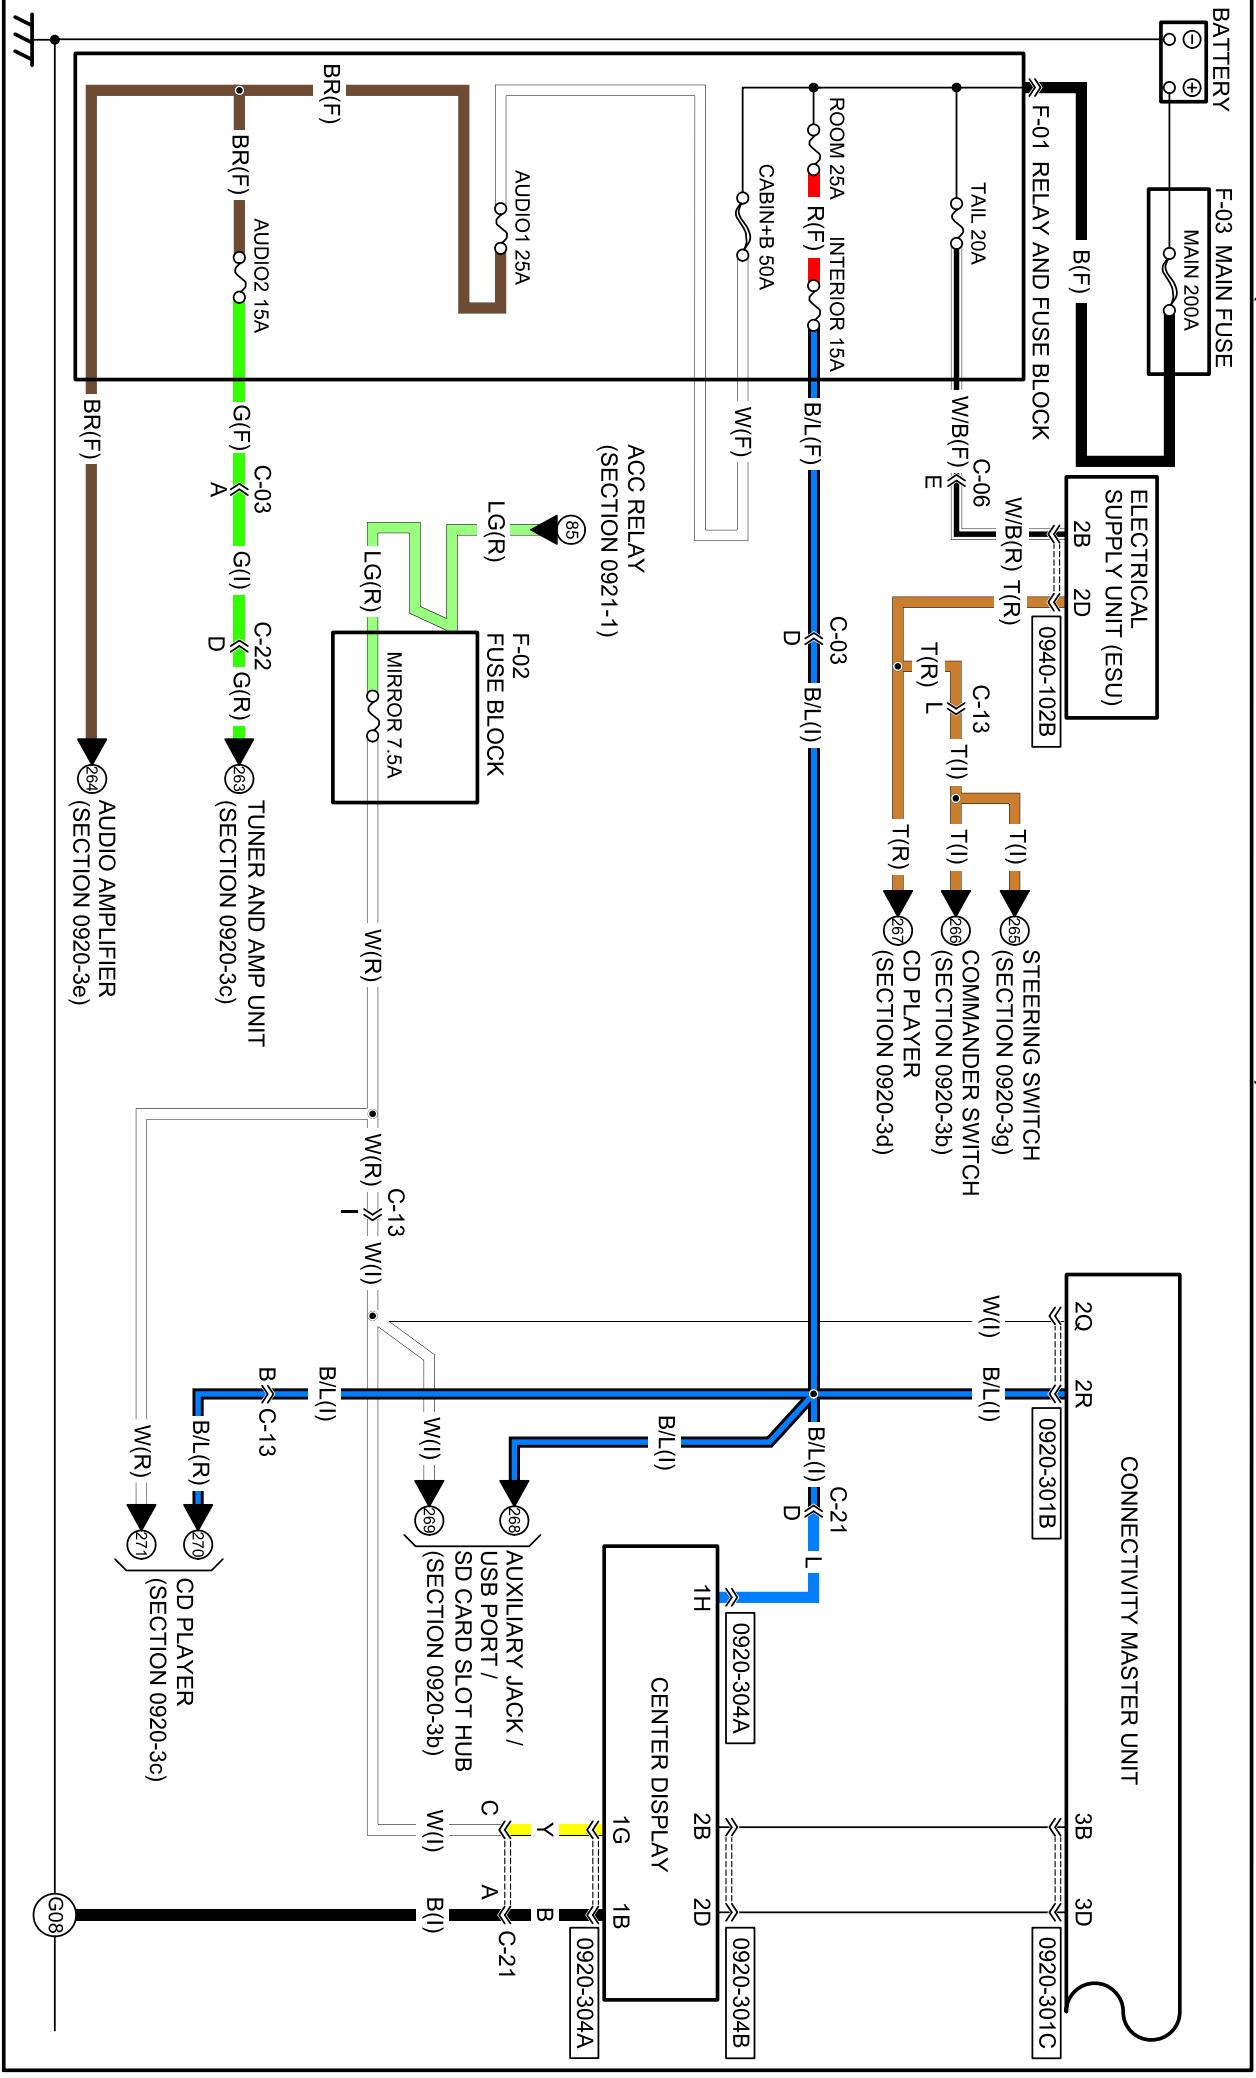 BATTERY
F-03 MAIN FUSE
MAIN 200A
B(F)
F-01 RELAY AND FUSE BLOCK
TAIL 20A
ROOM 25A
R(F)
INTERIOR 15A
CABIN+B 50A
AUDIO1 25A
BR(F)
BR(F)
AUDIO2 15A
W/B(F)
C-06
E
W/B(R)
T(R)
B/L(F)
W(F)
G(F)
BR(F)
ELECTRICAL
SUPPLY UNIT (ESU)
2B
2D
0940-102B
T(R)
C-13
L
T(I)
T(I)
T(I)
T(R)
265
STEERING SWITCH
(SECTION 0920-3g)
266
COMMANDER SWITCH
(SECTION 0920-3b)
267
CD PLAYER
(SECTION 0920-3d)
C-03
D
B/L(I)
ACC RELAY
(SECTION 0921-1)
85
LG(R)
LG(R)
F-02
FUSE BLOCK
MIRROR 7.5A
C-03
A
G(I)
C-22
D
G(R)
263
TUNER AND AMP UNIT
(SECTION 0920-3c)
264
AUDIO AMPLIFIER
(SECTION 0920-3e)
W(R)
W(R)
C-13
I
W(I)
CONNECTIVITY MASTER UNIT
2Q
2R
3B
3D
0920-301B
0920-301C
W(I)
B/L(I)
B/L(I)
C-21
D
L
B/L(I)
B/L(I)
B
C-13
B/L(R)
W(I)
W(R)
268
269
AUXILIARY JACK /
USB PORT /
SD CARD SLOT HUB
(SECTION 0920-3b)
270
271
CD PLAYER
(SECTION 0920-3c)
CENTER DISPLAY
1H
2B
2D
0920-304A
0920-304B
1G
1B
0920-304A
Y
B
C
A
C-21
W(I)
B(I)
G08